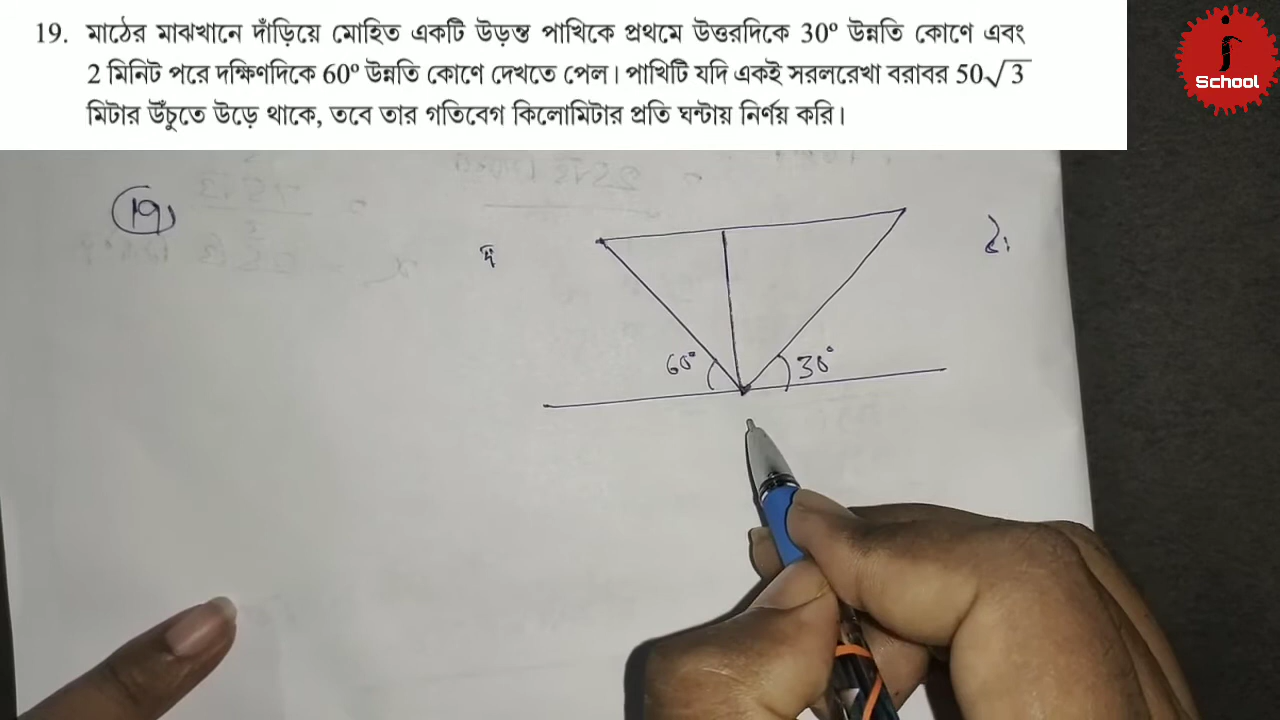 19. মাঠের মাঝখানে দাঁড়িয়ে মোহিত একটি উড়ন্ত পাখিকে প্রথমে উত্তরদিকে 30° উন্নতি কোণে এবং
2 মিনিট পরে দক্ষিণদিকে 60° উন্নতি কোণে দেখতে পেল। পাখিটি যদি একই সরলরেখা বরাবর 50√3
মিটার উঁচুতে উড়ে থাকে, তবে তার গতিবেগ কিলোমিটার প্রতি ঘন্টায় নির্ণয় করি।
School
19)
দঃ
উঃ
60° 30°